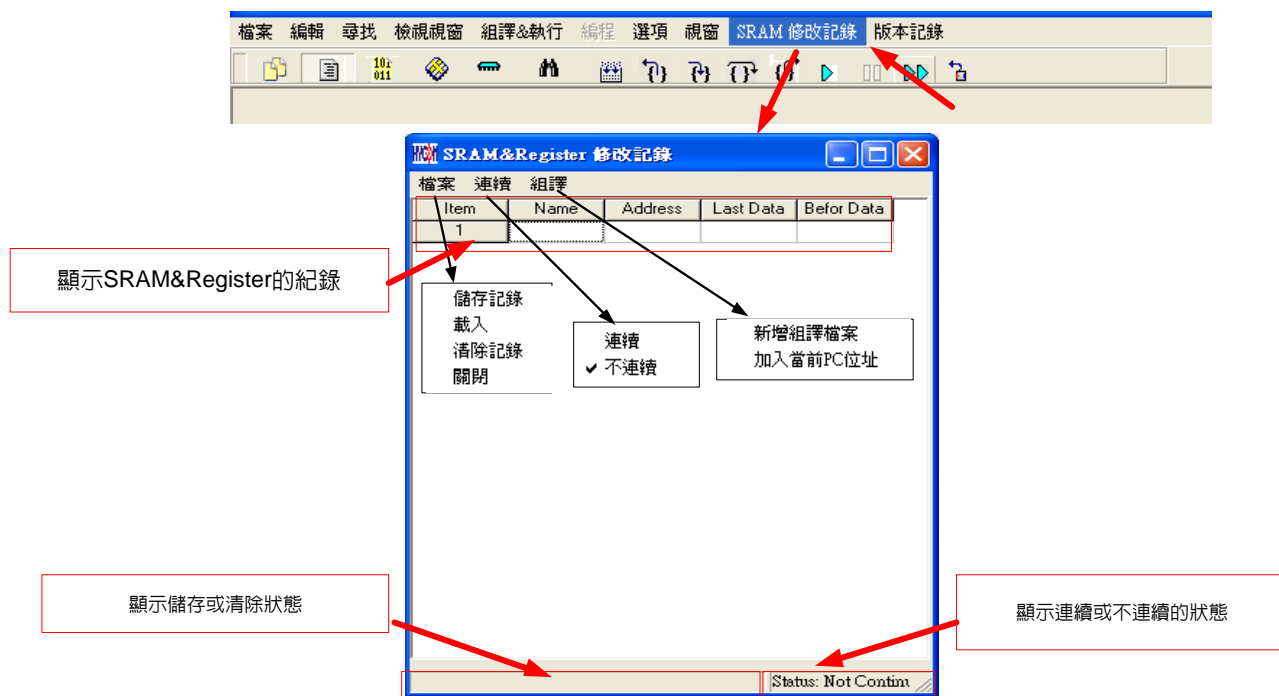 檔案 編輯 尋找 檢視視窗 組譯&執行 編程 選項 視窗 SRAM 修改記錄 版本記錄
101
011
SRAM&Register 修改記錄
檔案 連續 組譯
Item Name Address Last Data Befor Data
1
顯示SRAM&Register的紀錄
儲存記錄
載入
清除記錄
關閉
連續
✔ 不連續
新增組譯檔案
加入當前PC位址
顯示儲存或清除狀態
顯示連續或不連續的狀態
Status: Not Continu